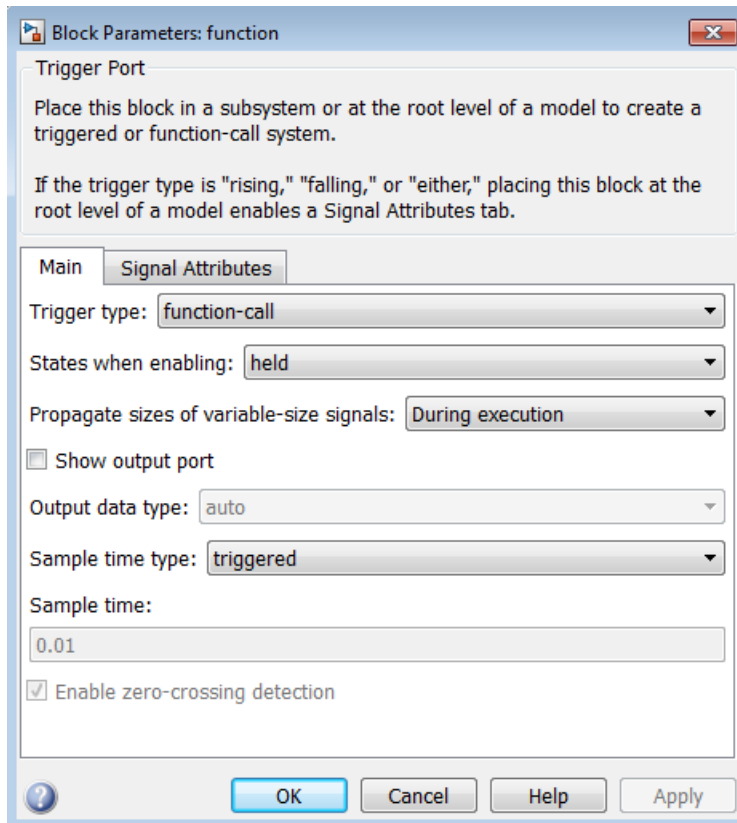 Block Parameters: function
Trigger Port
Place this block in a subsystem or at the root level of a model to create a
triggered or function-call system.
If the trigger type is "rising," "falling," or "either," placing this block at the
root level of a model enables a Signal Attributes tab.
Main Signal Attributes
Trigger type: function-call
States when enabling: held
Propagate sizes of variable-size signals: During execution
Show output port
Output data type: auto
Sample time type: triggered
Sample time:
0.01
Enable zero-crossing detection
OK Cancel Help Apply